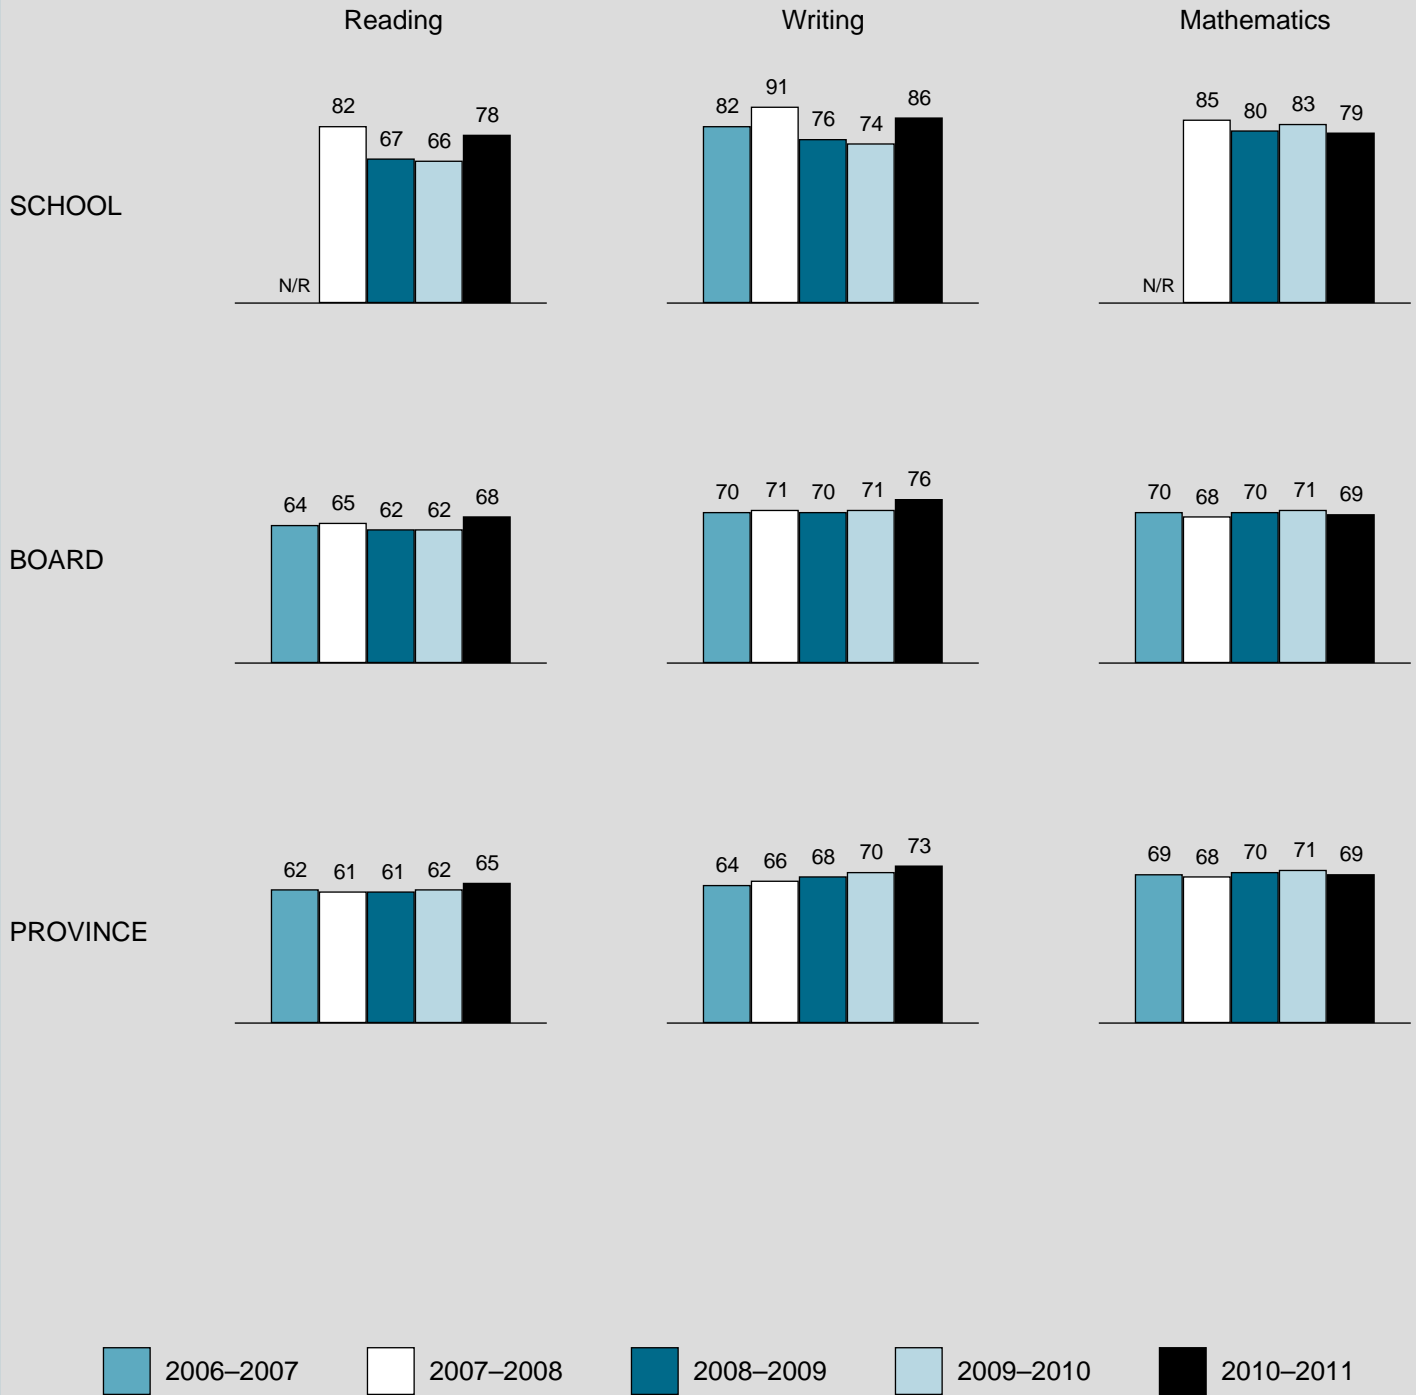 Reading Writing Mathematics
SCHOOL
N/R 82 67 66 78
82 91 76 74 86
N/R 85 80 83 79
BOARD
64 65 62 62 68
70 71 70 71 76
70 68 70 71 69
PROVINCE
62 61 61 62 65
64 66 68 70 73
69 68 70 71 69
2006–2007 2007–2008 2008–2009 2009–2010 2010–2011